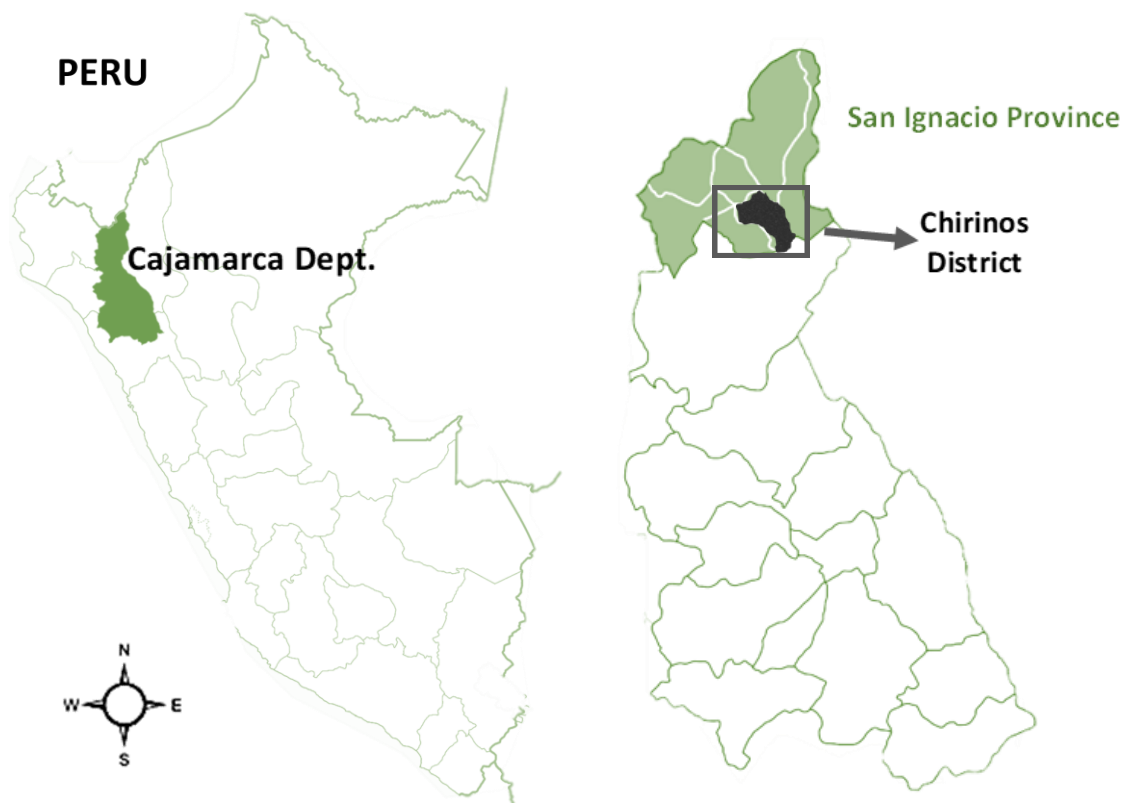 PERU
Cajamarca Dept.
N
W
E
S
San Ignacio Province
Chirinos
District